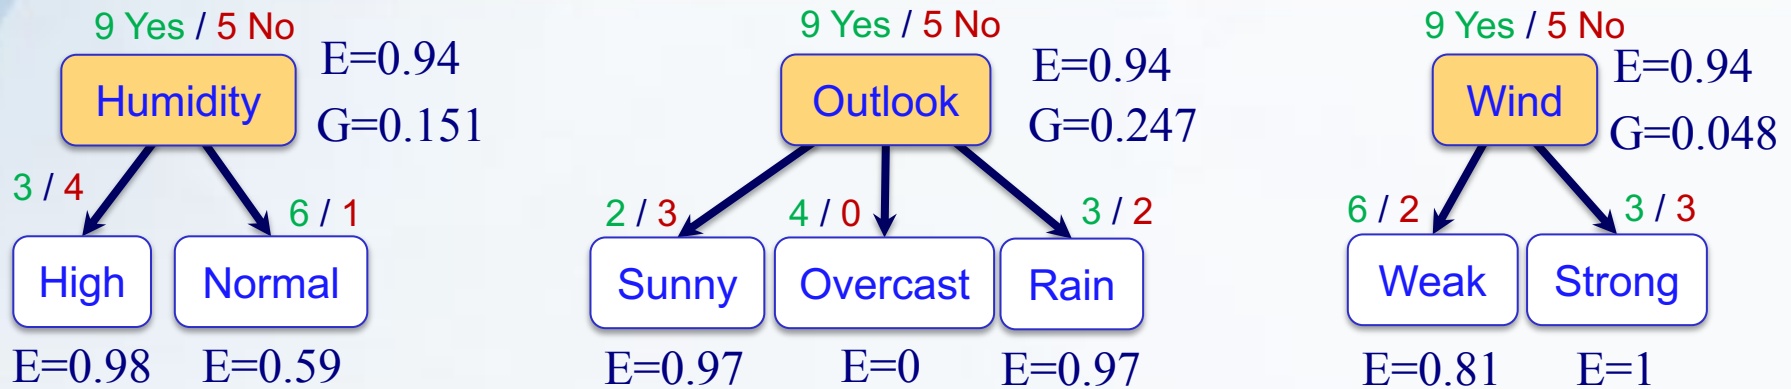 9 Yes / 5 No
E=0.94
Humidity
G=0.151
3 / 4
6 / 1
High
Normal
E=0.98
E=0.59
9 Yes / 5 No
E=0.94
Outlook
G=0.247
2 / 3
4 / 0
3 / 2
Sunny
Overcast
Rain
E=0.97
E=0
E=0.97
9 Yes / 5 No
E=0.94
Wind
G=0.048
6 / 2
3 / 3
Weak
Strong
E=0.81
E=1